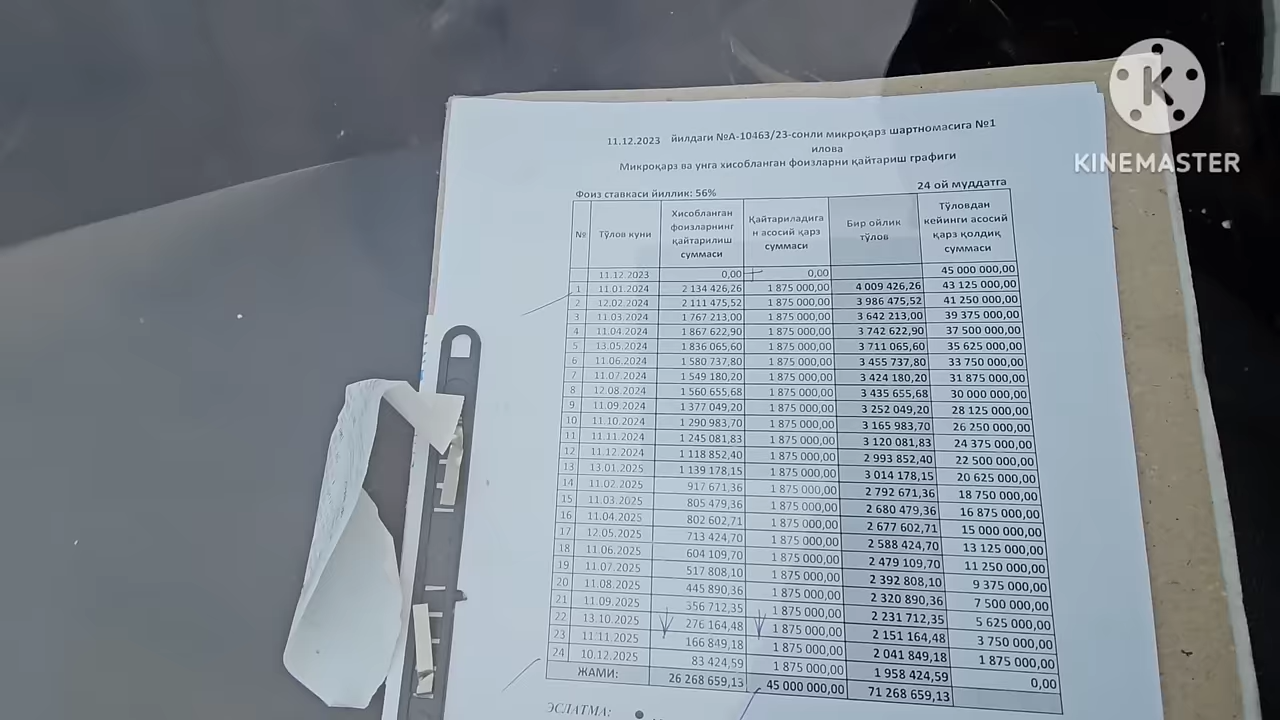 KINEMASTER
11.12.2023 йилдаги №А-10463/23-сонли микроқарз шартномасига №1
илова
Микроқарз ва унга хисобланган фоизларни қайтариш графиги
Фоиз ставкаси йиллик: 56% 24 ой муддатга
№ Тўлов куни Хисобланган фоизларнинг қайтарилиш суммаси Қайтариладиган асосий қарз суммаси Бир ойлик тўлов Тўловдан кейинги асосий қарз қолдиқ суммаси
11.12.2023 0,00 0,00 45 000 000,00
1 11.01.2024 2 134 426,26 1 875 000,00 4 009 426,26 43 125 000,00
2 12.02.2024 2 111 475,52 1 875 000,00 3 986 475,52 41 250 000,00
3 11.03.2024 1 767 213,00 1 875 000,00 3 642 213,00 39 375 000,00
4 11.04.2024 1 867 622,90 1 875 000,00 3 742 622,90 37 500 000,00
5 13.05.2024 1 836 065,60 1 875 000,00 3 711 065,60 35 625 000,00
6 11.06.2024 1 580 737,80 1 875 000,00 3 455 737,80 33 750 000,00
7 11.07.2024 1 549 180,20 1 875 000,00 3 424 180,20 31 875 000,00
8 12.08.2024 1 560 655,68 1 875 000,00 3 435 655,68 30 000 000,00
9 11.09.2024 1 377 049,20 1 875 000,00 3 252 049,20 28 125 000,00
10 11.10.2024 1 290 983,70 1 875 000,00 3 165 983,70 26 250 000,00
11 11.11.2024 1 245 081,83 1 875 000,00 3 120 081,83 24 375 000,00
12 11.12.2024 1 118 852,40 1 875 000,00 2 993 852,40 22 500 000,00
13 13.01.2025 1 139 178,15 1 875 000,00 3 014 178,15 20 625 000,00
14 11.02.2025 917 671,36 1 875 000,00 2 792 671,36 18 750 000,00
15 11.03.2025 805 479,36 1 875 000,00 2 680 479,36 16 875 000,00
16 11.04.2025 802 602,71 1 875 000,00 2 677 602,71 15 000 000,00
17 12.05.2025 713 424,70 1 875 000,00 2 588 424,70 13 125 000,00
18 11.06.2025 604 109,70 1 875 000,00 2 479 109,70 11 250 000,00
19 11.07.2025 517 808,10 1 875 000,00 2 392 808,10 9 375 000,00
20 11.08.2025 445 890,36 1 875 000,00 2 320 890,36 7 500 000,00
21 11.09.2025 356 712,35 1 875 000,00 2 231 712,35 5 625 000,00
22 13.10.2025 276 164,48 1 875 000,00 2 151 164,48 3 750 000,00
23 11.11.2025 166 849,18 1 875 000,00 2 041 849,18 1 875 000,00
24 10.12.2025 83 424,59 1 875 000,00 1 958 424,59 0,00
ЖАМИ: 26 268 659,13 45 000 000,00 71 268 659,13
ЭСЛАТМА: